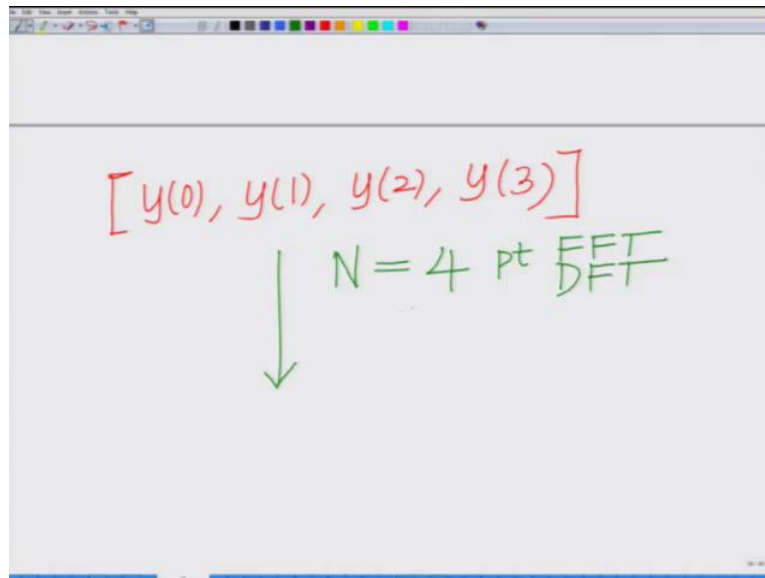 [y(0), y(1), y(2), y(3)]
N = 4 pt FFT
DFT